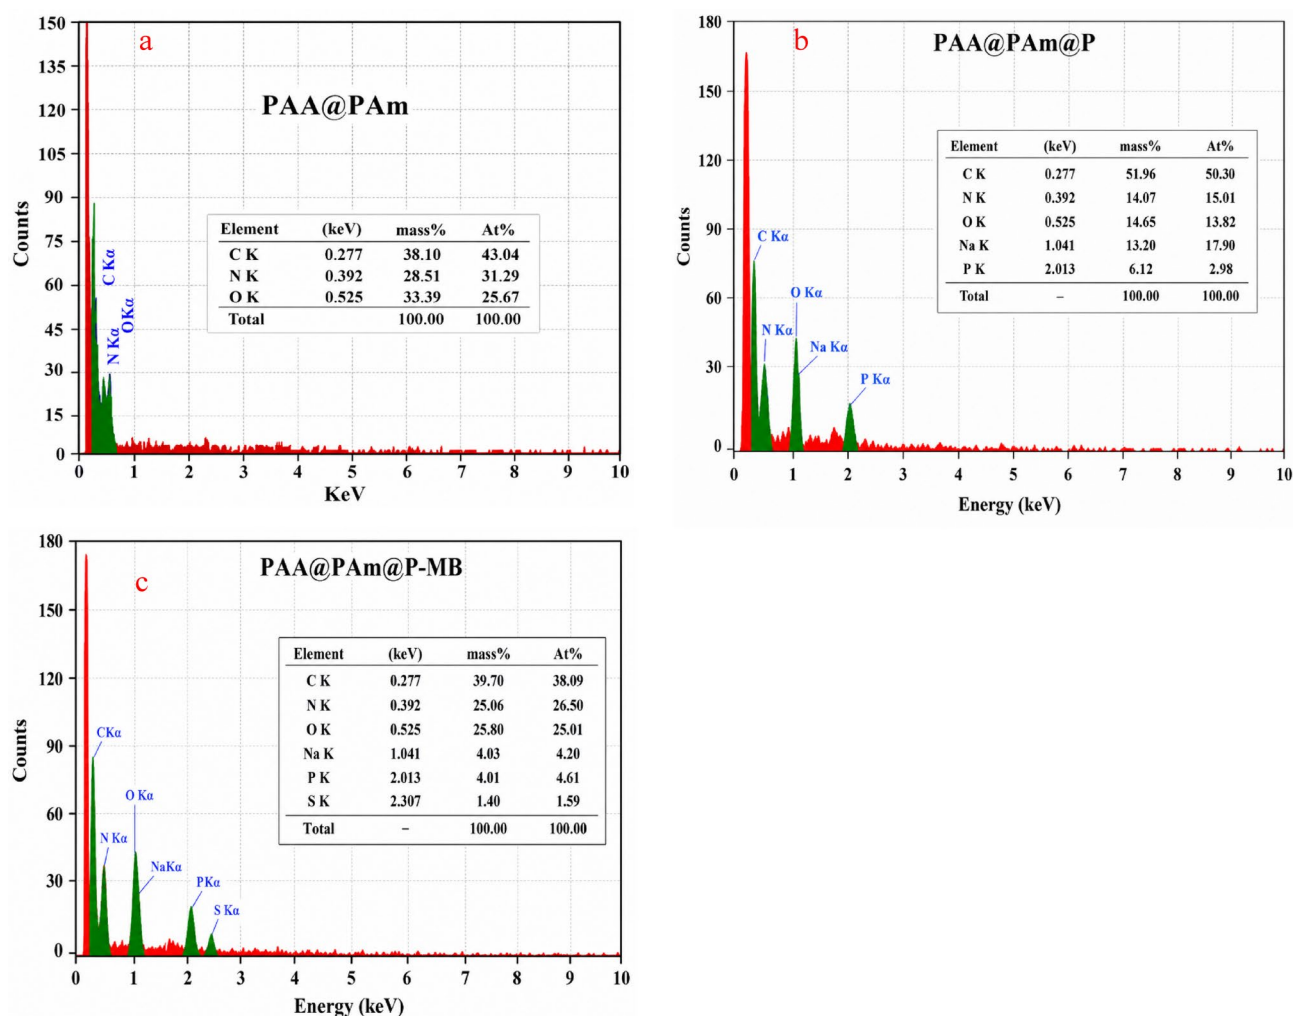 a
PAA@PAm
150
135
120
105
90
75
60
45
30
15
0
Counts
C Kα
N Kα
OKα
Element (keV) mass% At%
C K 0.277 38.10 43.04
N K 0.392 28.51 31.29
O K 0.525 33.39 25.67
Total 100.00 100.00
0 1 2 3 4 5 6 7 8 9 10
KeV
b
PAA@PAm@P
180
150
120
90
60
30
0
Counts
C Kα
N Kα
O Kα
Na Kα
P Kα
Element (keV) mass% At%
C K 0.277 51.96 50.30
N K 0.392 14.07 15.01
O K 0.525 14.65 13.82
Na K 1.041 13.20 17.90
P K 2.013 6.12 2.98
Total – 100.00 100.00
0 1 2 3 4 5 6 7 8 9 10
Energy (keV)
c
PAA@PAm@P-MB
180
150
120
90
60
30
0
Counts
CKα
N Kα
O Kα
NaKα
PKα
S Kα
Element (keV) mass% At%
C K 0.277 39.70 38.09
N K 0.392 25.06 26.50
O K 0.525 25.80 25.01
Na K 1.041 4.03 4.20
P K 2.013 4.01 4.61
S K 2.307 1.40 1.59
Total – 100.00 100.00
0 1 2 3 4 5 6 7 8 9 10
Energy (keV)